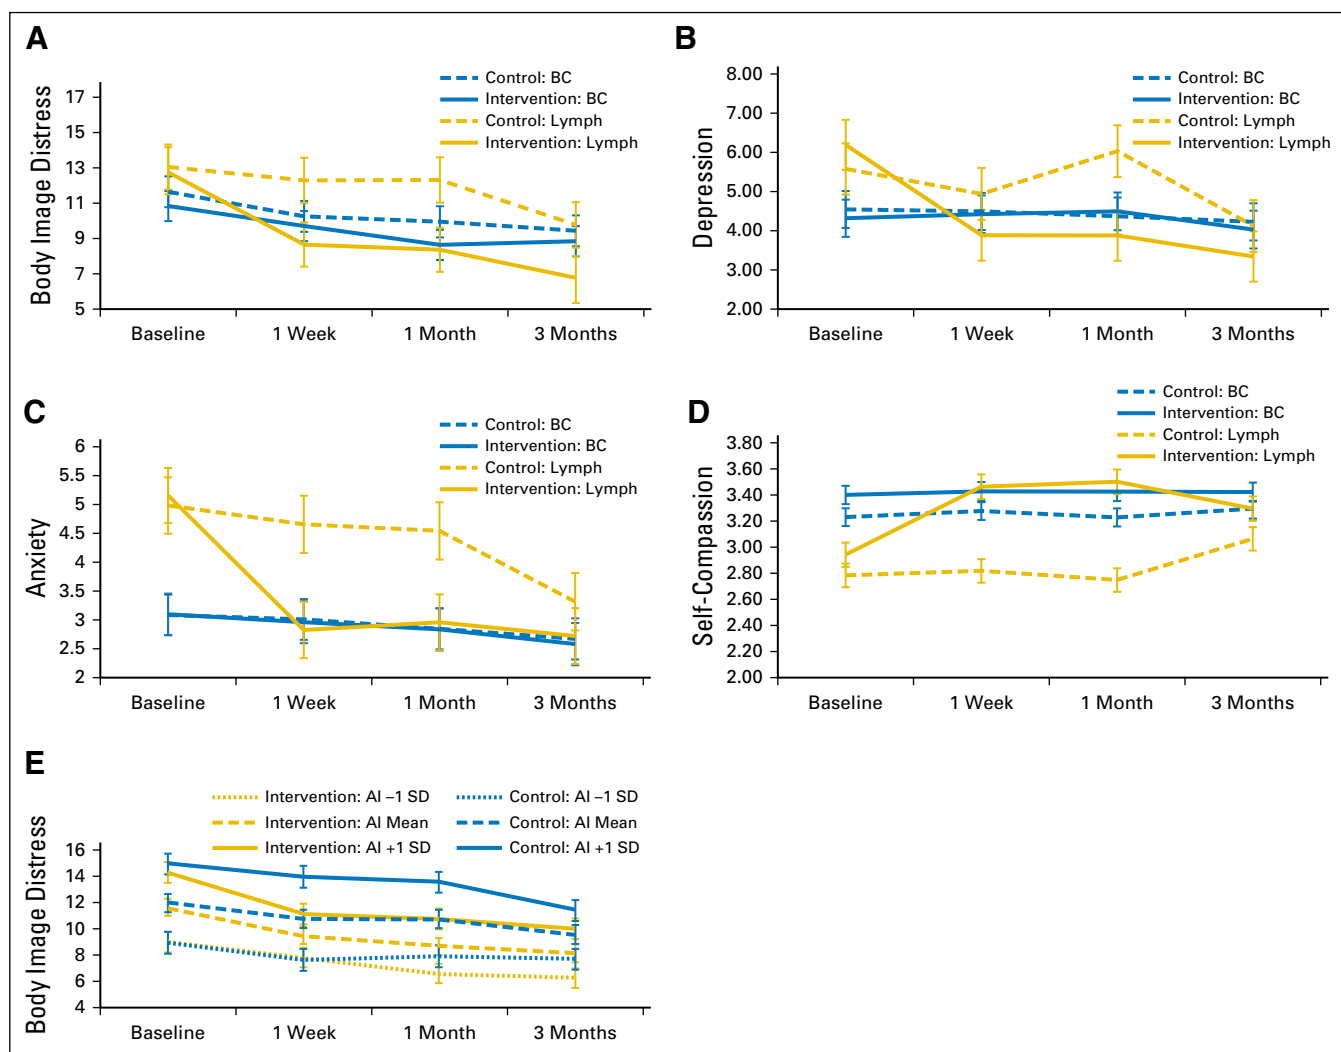 A
Control: BC
Intervention: BC
Control: Lymph
Intervention: Lymph
Body Image Distress
17
15
13
11
9
7
5
Baseline
1 Week
1 Month
3 Months
B
Control: BC
Intervention: BC
Control: Lymph
Intervention: Lymph
Depression
8.00
7.00
6.00
5.00
4.00
3.00
2.00
Baseline
1 Week
1 Month
3 Months
C
Control: BC
Intervention: BC
Control: Lymph
Intervention: Lymph
Anxiety
6
5.5
5
4.5
4
3.5
3
2.5
2
Baseline
1 Week
1 Month
3 Months
D
Control: BC
Intervention: BC
Control: Lymph
Intervention: Lymph
Self-Compassion
3.80
3.60
3.40
3.20
3.00
2.80
2.60
2.40
2.20
2.00
Baseline
1 Week
1 Month
3 Months
E
Intervention: AI –1 SD
Intervention: AI Mean
Intervention: AI +1 SD
Control: AI –1 SD
Control: AI Mean
Control: AI +1 SD
Body Image Distress
16
14
12
10
8
6
4
Baseline
1 Week
1 Month
3 Months